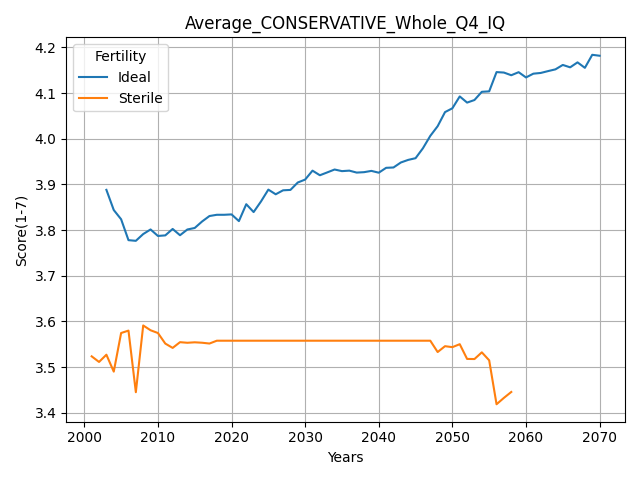 Average_CONSERVATIVE_Whole_Q4_IQ
Fertility
Ideal
Sterile
Score(1-7)
4.2
4.1
4.0
3.9
3.8
3.7
3.6
3.5
3.4
2000 2010 2020 2030 2040 2050 2060 2070
Years